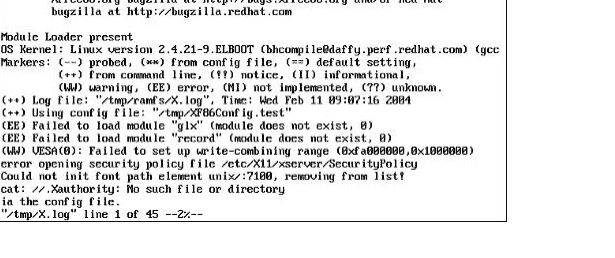 bugzilla at http://bugzilla.redhat.com
Module Loader present
OS Kernel: Linux version 2.4.21-9.ELBOOT (bhcompile@daffy.perf.redhat.com) (gcc
Markers: (--) probed, (**) from config file, (==) default setting,
(++) from command line, (!!) notice, (II) informational,
(WW) warning, (EE) error, (NI) not implemented, (??) unknown.
(++) Log file: "/tmp/ramfs/X.log", Time: Wed Feb 11 09:07:16 2004
(++) Using config file: "/tmp/XF86Config.test"
(EE) Failed to load module "glx" (module does not exist, 0)
(EE) Failed to load module "record" (module does not exist, 0)
(WW) VESA(0): Failed to set up write-combining range (0xfa000000,0x1000000)
error opening security policy file /etc/X11/xserver/SecurityPolicy
Could not init font path element unix/:7100, removing from list!
cat: //.Xauthority: No such file or directory
ia the config file.
"/tmp/X.log" line 1 of 45 --2%--